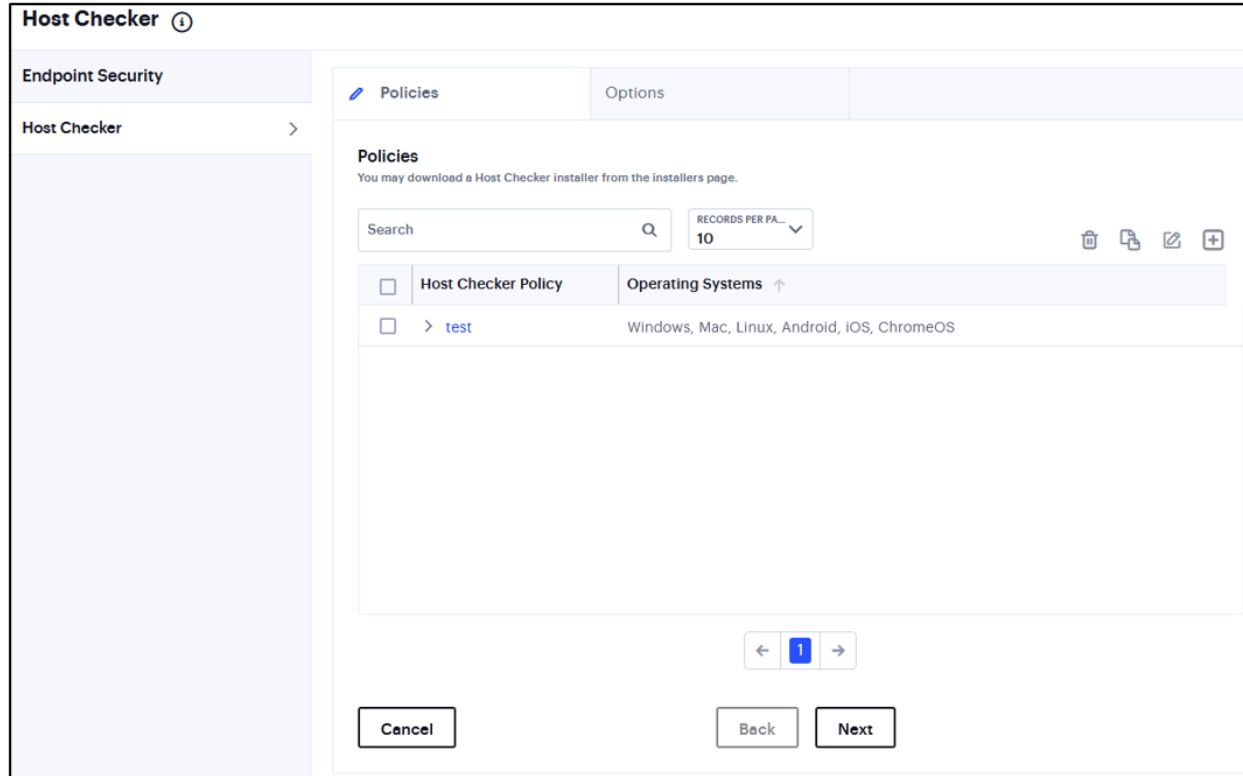 Host Checker
Endpoint Security
Host Checker
Policies
Options
Policies
You may download a Host Checker installer from the installers page.
Search
RECORDS PER PA...
10
Host Checker Policy
Operating Systems
test
Windows, Mac, Linux, Android, iOS, ChromeOS
1
Cancel
Back
Next